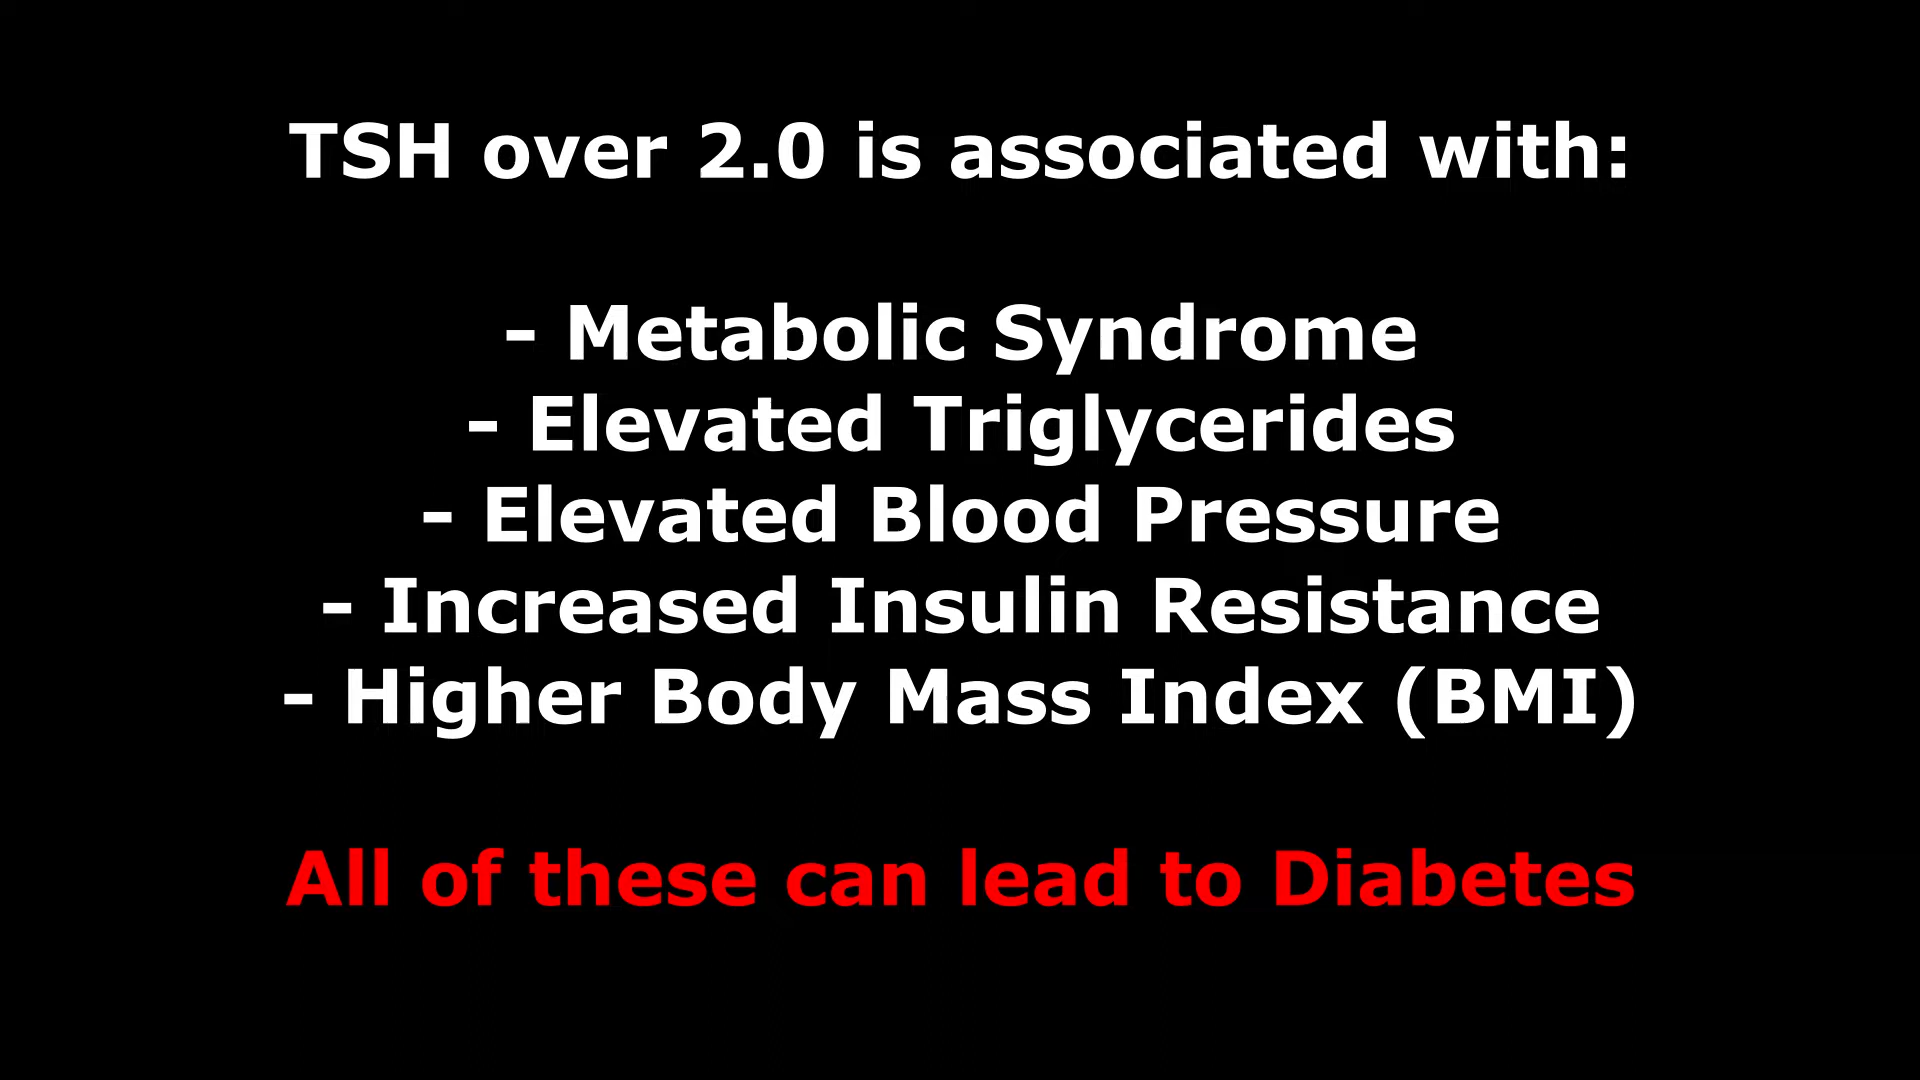 TSH over 2.0 is associated with:
- Metabolic Syndrome
- Elevated Triglycerides
- Elevated Blood Pressure
- Increased Insulin Resistance
- Higher Body Mass Index (BMI)
All of these can lead to Diabetes